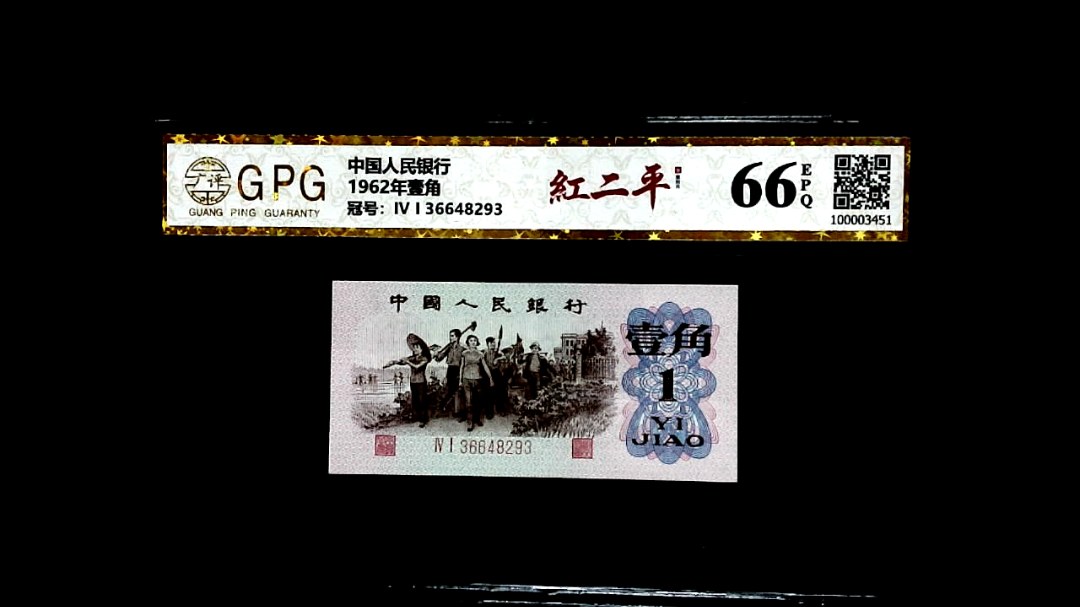 GPG
GUANG PING GUARANTY
中国人民银行
1962年壹角
冠号：IV I 36648293
紅二平
66
EPQ
100003451
中國人民銀行
壹角
1
YI
JIAO
IV I 36648293